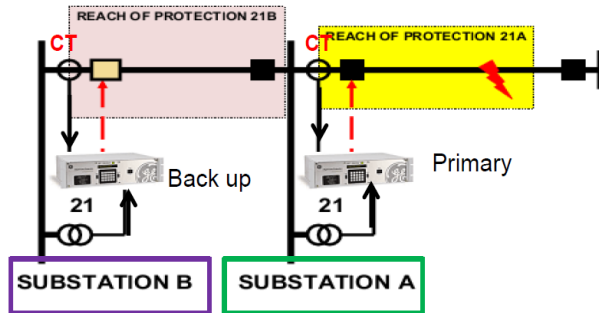 REACH OF PROTECTION 21B
CT
CT
REACH OF PROTECTION 21A
Back up
Primary
21
21
SUBSTATION B
SUBSTATION A